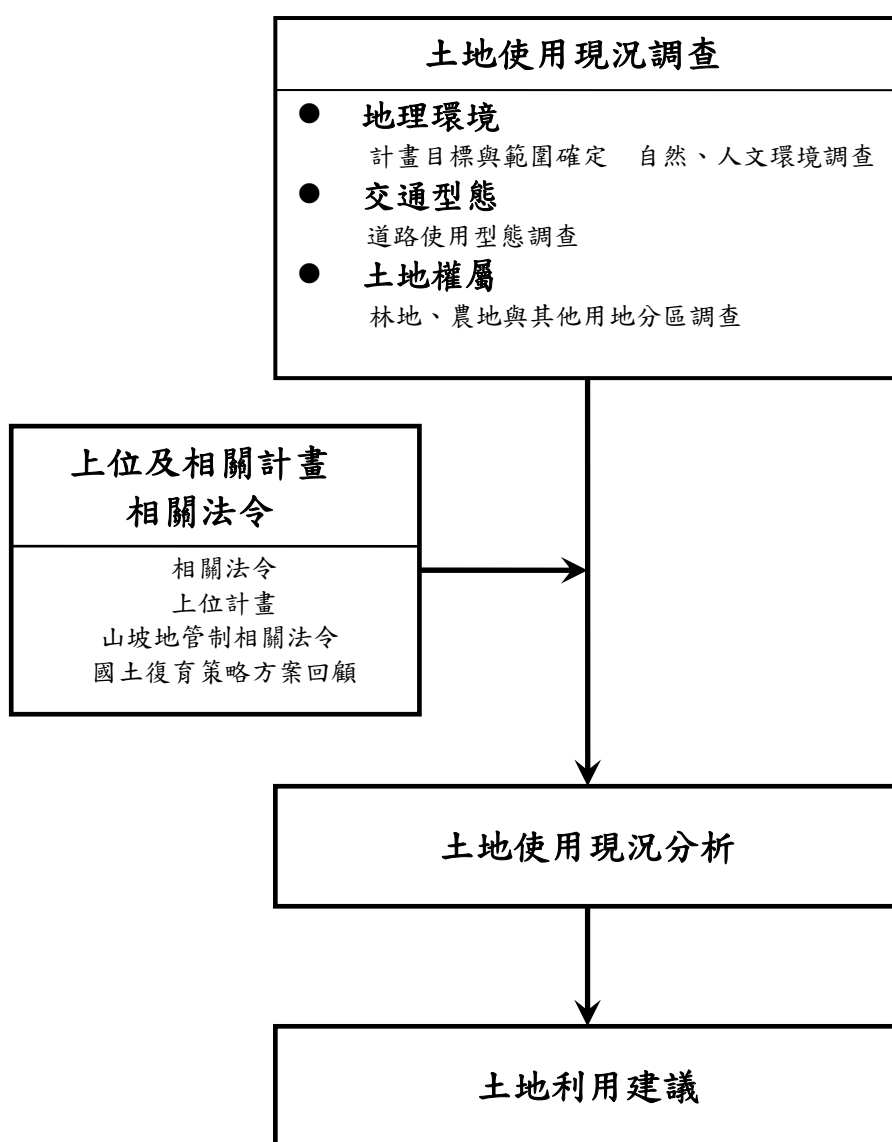 土地使用現況調查
● 地理環境
計畫目標與範圍確定　自然、人文環境調查
● 交通型態
道路使用型態調查
● 土地權屬
林地、農地與其他用地分區調查
上位及相關計畫
相關法令
相關法令
上位計畫
山坡地管制相關法令
國土復育策略方案回顧
土地使用現況分析
土地利用建議